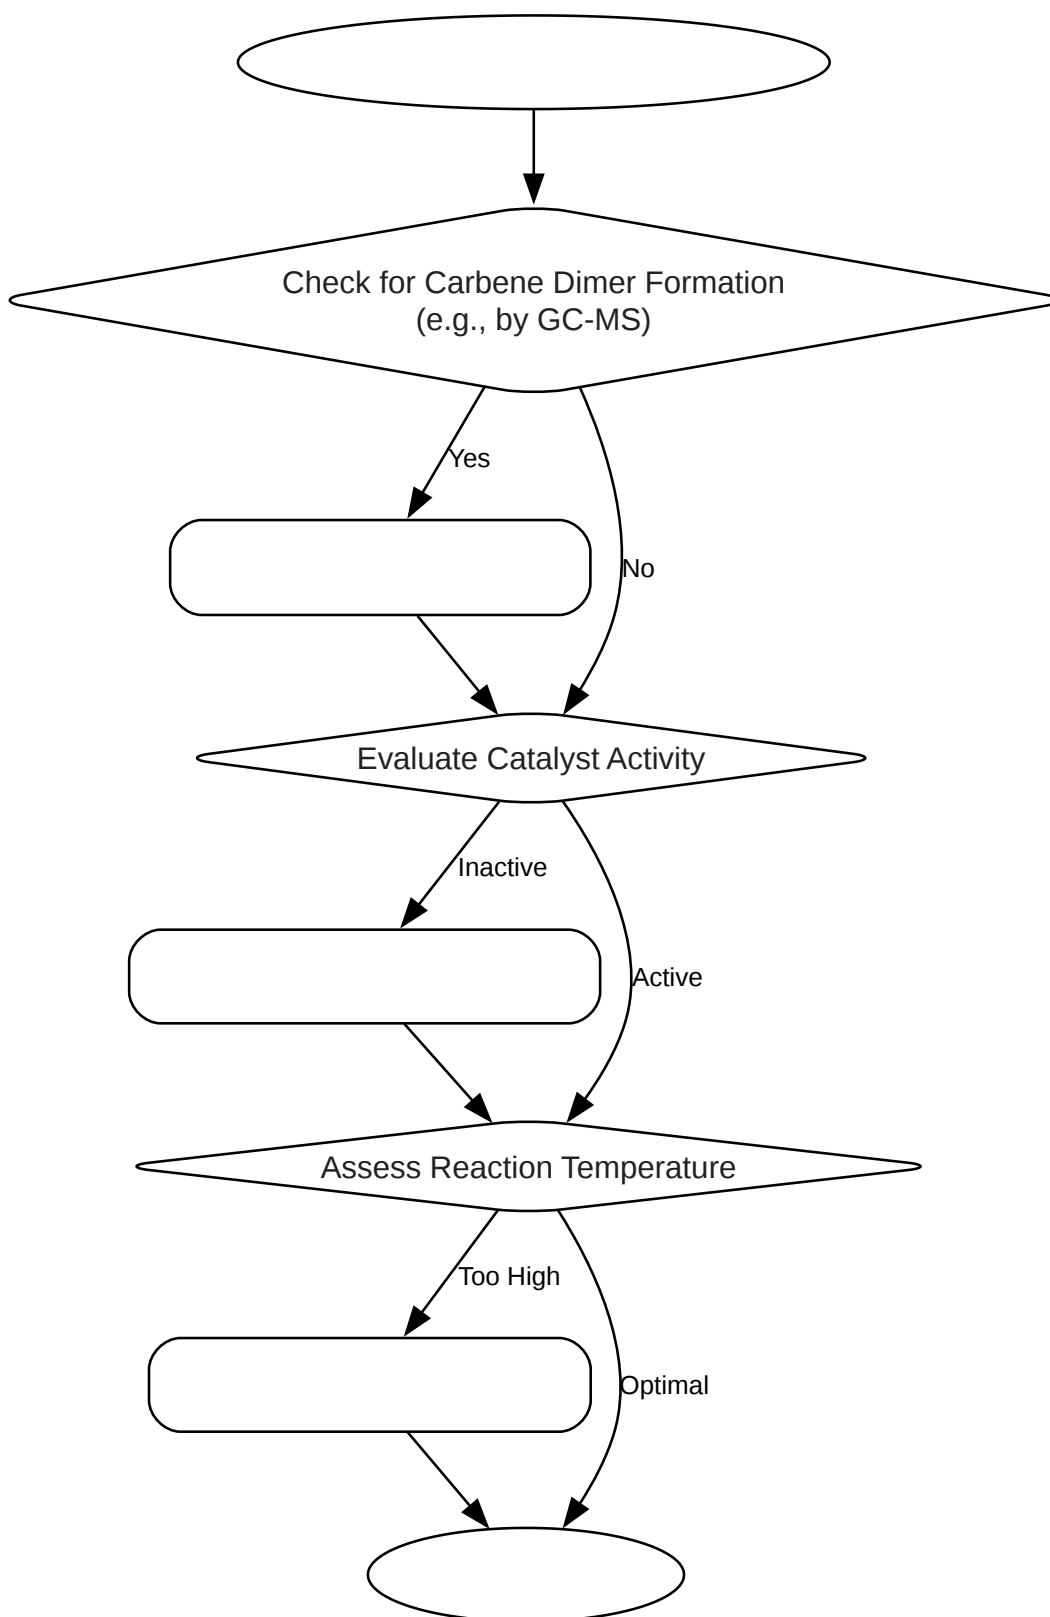 Check for Carbene Dimer Formation
(e.g., by GC-MS)
Yes
No
Evaluate Catalyst Activity
Inactive
Active
Assess Reaction Temperature
Too High
Optimal